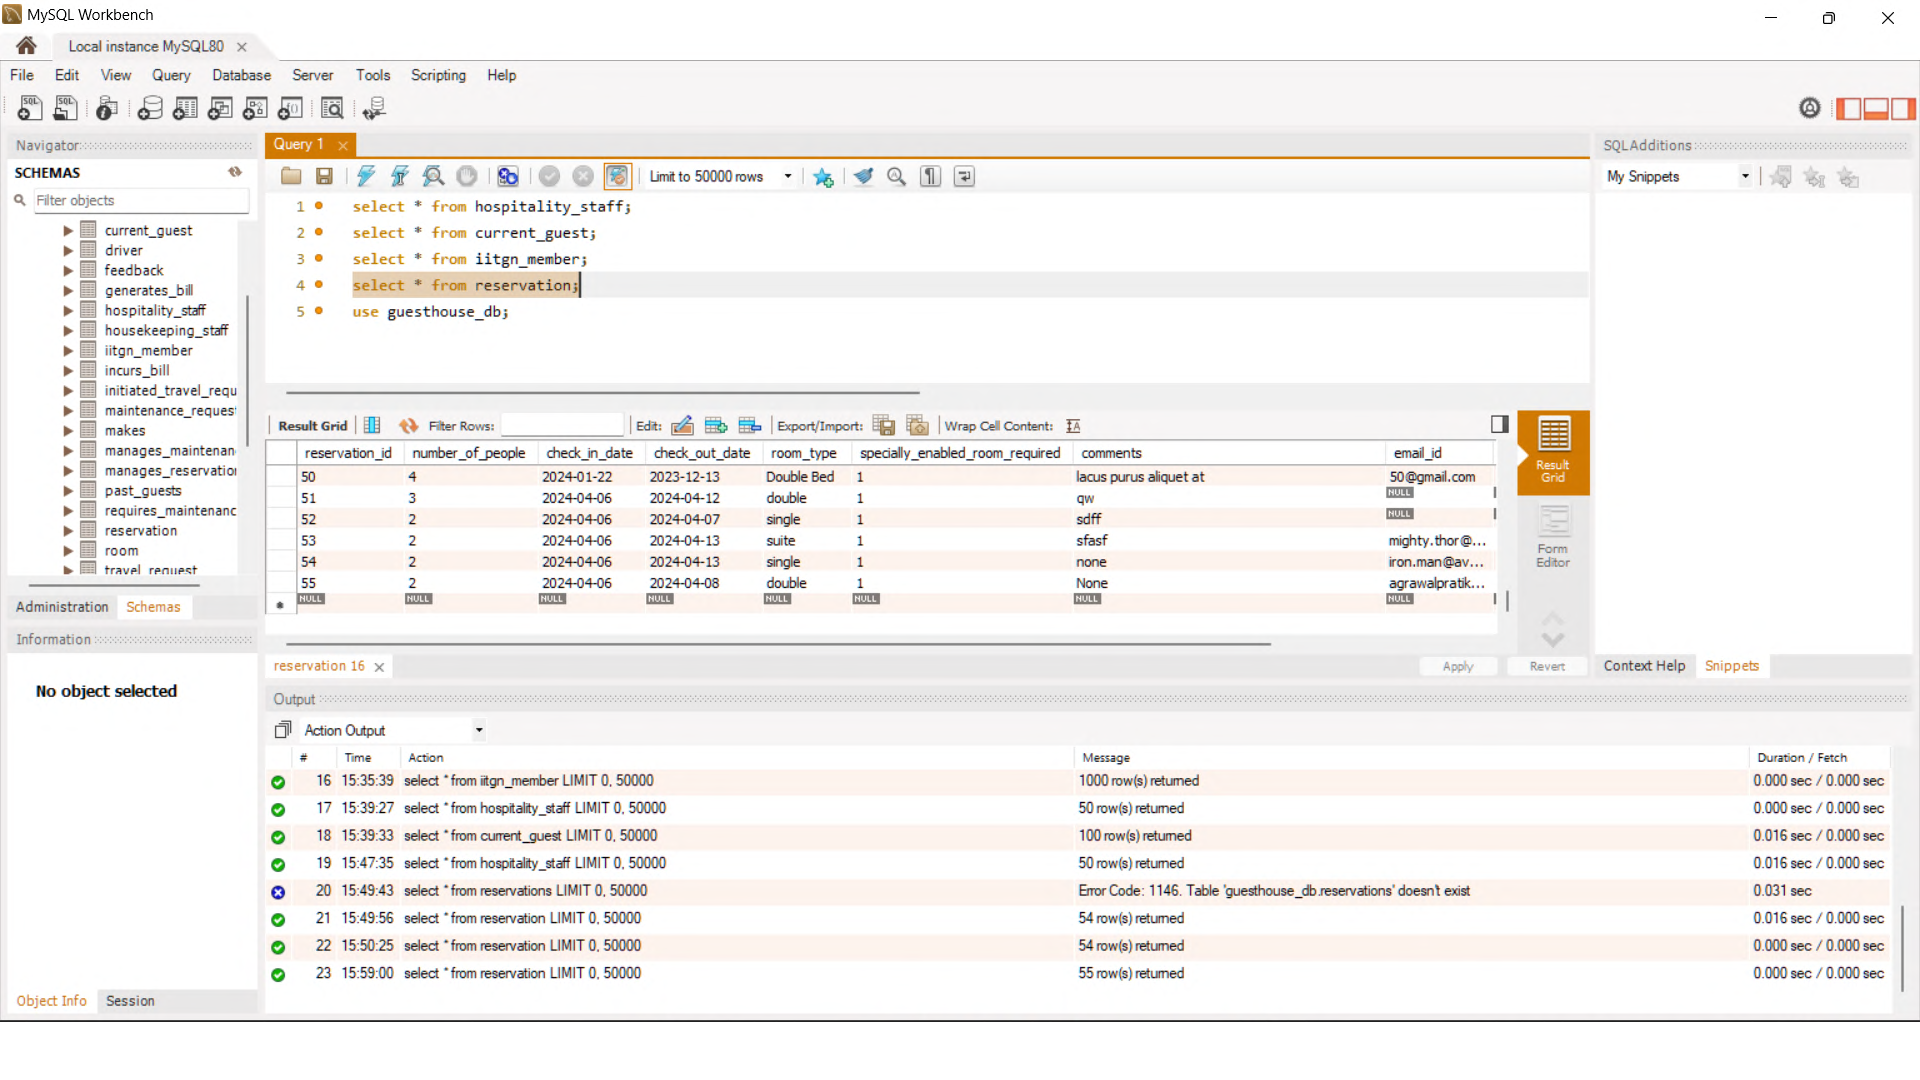 MySQL Workbench
Local instance MySQL80
File Edit View Query Database Server Tools Scripting Help
Navigator
SCHEMAS
Filter objects
current_guest
driver
feedback
generates_bill
hospitality_staff
housekeeping_staff
iitgn_member
incurs_bill
initiated_travel_requ
maintenance_request
makes
manages_maintenan
manages_reservation
past_guests
requires_maintenanc
reservation
room
travel_request
Administration Schemas
Information
No object selected
Object Info Session
Query 1
Limit to 50000 rows
1 select * from hospitality_staff;
2 select * from current_guest;
3 select * from iitgn_member;
4 select * from reservation;
5 use guesthouse_db;
Result Grid Filter Rows: Edit: Export/Import: Wrap Cell Content:
reservation_id number_of_people check_in_date check_out_date room_type specially_enabled_room_required comments email_id
50 4 2024-01-22 2023-12-13 Double Bed 1 lacus purus aliquet at 50@gmail.com
51 3 2024-04-06 2024-04-12 double 1 qw NULL
52 2 2024-04-06 2024-04-07 single 1 sdff NULL
53 2 2024-04-06 2024-04-13 suite 1 sfasf mighty.thor@...
54 2 2024-04-06 2024-04-13 single 1 none iron.man@av...
55 2 2024-04-06 2024-04-08 double 1 None agrawalpratik...
NULL NULL NULL NULL NULL NULL NULL NULL
Result Grid
Form Editor
reservation 16
Apply Revert
SQLAdditions
My Snippets
Context Help Snippets
Output
Action Output
# Time Action Message Duration / Fetch
16 15:35:39 select * from iitgn_member LIMIT 0, 50000 1000 row(s) returned 0.000 sec / 0.000 sec
17 15:39:27 select * from hospitality_staff LIMIT 0, 50000 50 row(s) returned 0.000 sec / 0.000 sec
18 15:39:33 select * from current_guest LIMIT 0, 50000 100 row(s) returned 0.016 sec / 0.000 sec
19 15:47:35 select * from hospitality_staff LIMIT 0, 50000 50 row(s) returned 0.016 sec / 0.000 sec
20 15:49:43 select * from reservations LIMIT 0, 50000 Error Code: 1146. Table 'guesthouse_db.reservations' doesn't exist 0.031 sec
21 15:49:56 select * from reservation LIMIT 0, 50000 54 row(s) returned 0.016 sec / 0.000 sec
22 15:50:25 select * from reservation LIMIT 0, 50000 54 row(s) returned 0.000 sec / 0.000 sec
23 15:59:00 select * from reservation LIMIT 0, 50000 55 row(s) returned 0.000 sec / 0.000 sec